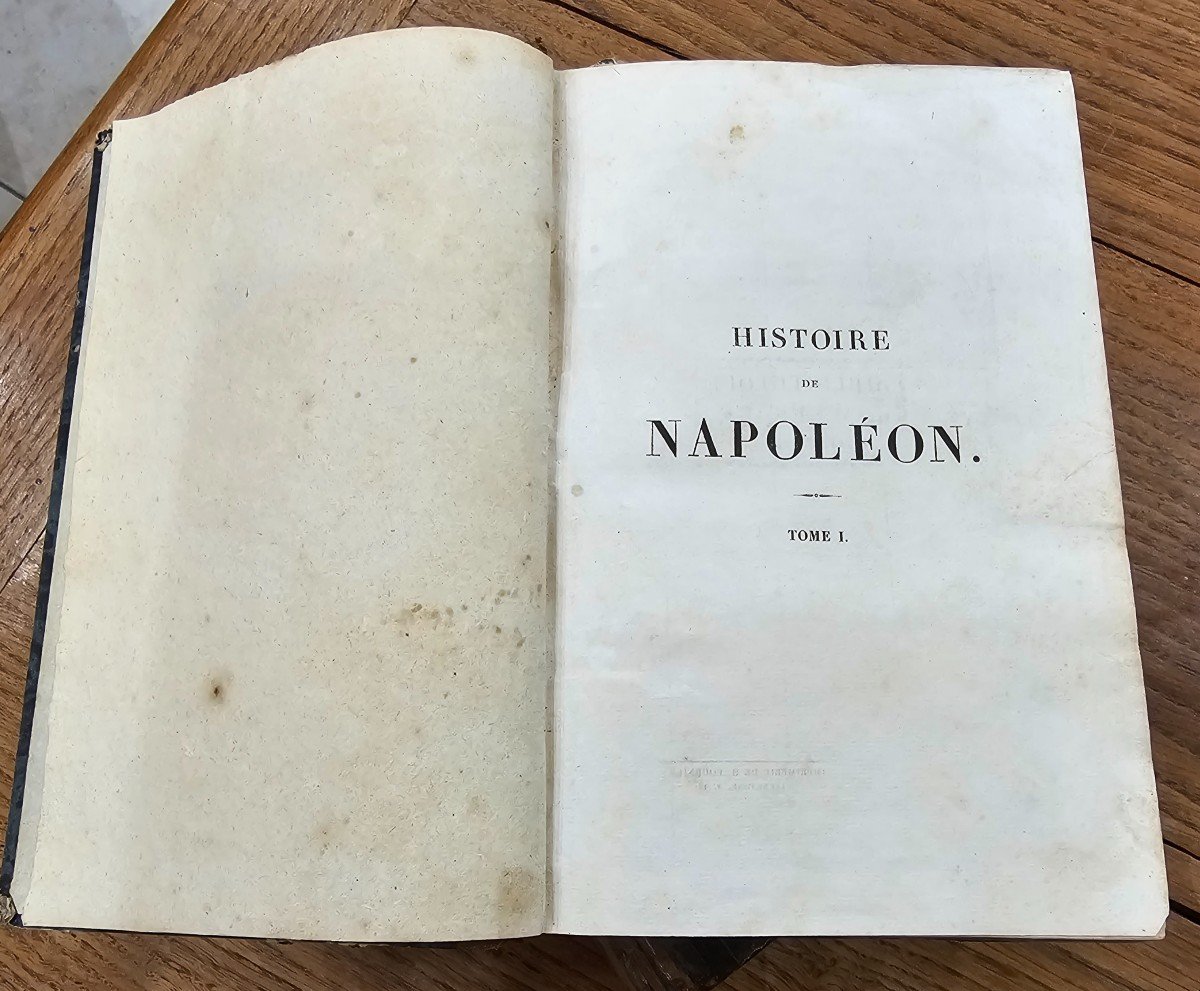 HISTOIRE
DE
NAPOLÉON.
TOME I.